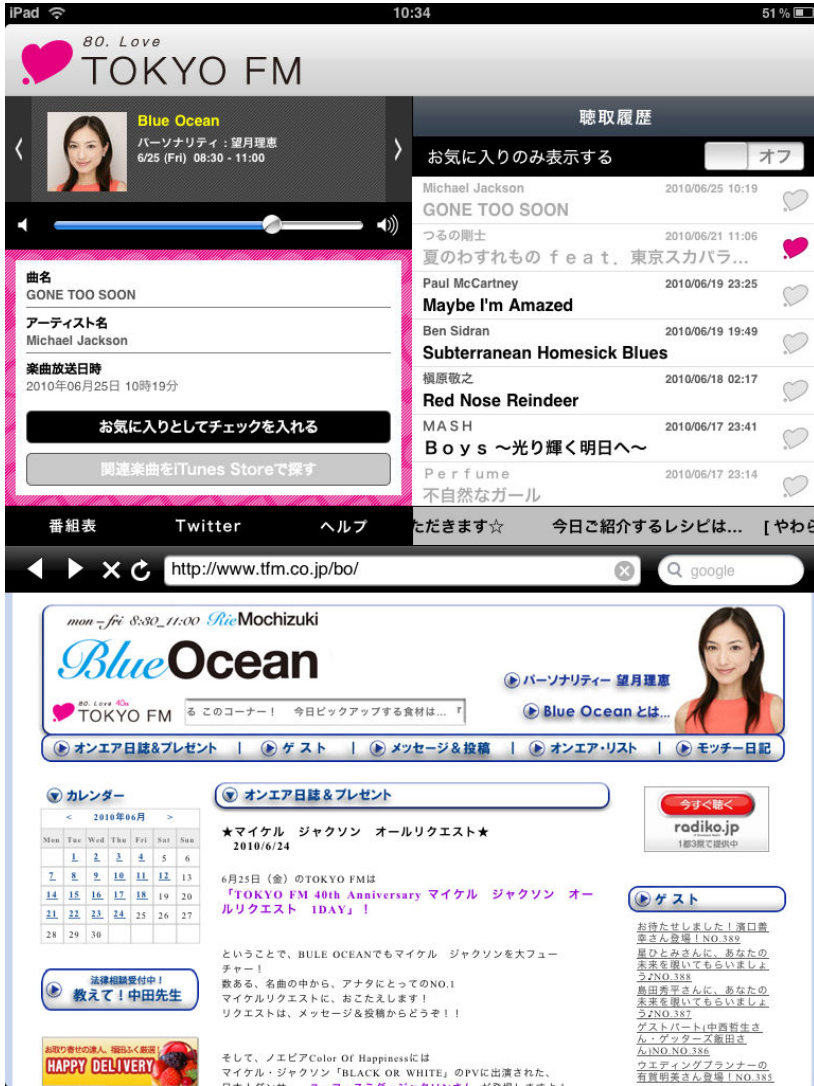 iPad 10:34 51%
80. Love
TOKYO FM
Blue Ocean
パーソナリティ：望月理恵
6/25 (Fri) 08:30 - 11:00
曲名
GONE TOO SOON
アーティスト名
Michael Jackson
楽曲放送日時
2010年06月25日 10時19分
お気に入りとしてチェックを入れる
関連楽曲をiTunes Storeで探す
聴取履歴
お気に入りのみ表示する オフ
Michael Jackson 2010/06/25 10:19
GONE TOO SOON
つるの剛士 2010/06/21 11:06
夏のわすれもの ｆｅａｔ．東京スカパラ...
Paul McCartney 2010/06/19 23:25
Maybe I'm Amazed
Ben Sidran 2010/06/19 19:49
Subterranean Homesick Blues
槇原敬之 2010/06/18 02:17
Red Nose Reindeer
ＭＡＳＨ 2010/06/17 23:41
Ｂｏｙｓ ～光り輝く明日へ～
Ｐｅｒｆｕｍｅ 2010/06/17 23:14
不自然なガール
番組表 Twitter ヘルプ
ただきます☆ 今日ご紹介するレシピは... [ やわら
http://www.tfm.co.jp/bo/
google
mon-fri 8:30_11:00 RieMochizuki
BlueOcean
80. Love 40th
TOKYO FM
る このコーナー！ 今日ピックアップする食材は... 『
パーソナリティー 望月理恵
Blue Ocean とは...
オンエア日誌&プレゼント | ゲスト | メッセージ&投稿 | オンエア・リスト | モッチー日記
カレンダー
< 2010年06月 >
Mon Tue Wed Thu Fri Sat Sun
1 2 3 4 5 6
7 8 9 10 11 12 13
14 15 16 17 18 19 20
21 22 23 24 25 26 27
28 29 30
法律相談受付中！
教えて！中田先生
お取り寄せの達人、福田ふく厳選！
HAPPY DELIVERY
オンエア日誌&プレゼント
★マイケル ジャクソン オールリクエスト★
2010/6/24
6月25日（金）のTOKYO FMは
「TOKYO FM 40th Anniversary マイケル ジャクソン オー
ルリクエスト 1DAY」！
ということで、BULE OCEANでもマイケル ジャクソンを大フュー
チャー！
数ある、名曲の中から、アナタにとってのNO.1
マイケルリクエストに、おこたえします！
リクエストは、メッセージ＆投稿からどうぞ！！
そして、ノエビアColor Of Happinessには
マイケル・ジャクソン「BLACK OR WHITE」のPVに出演された、
今すぐ聴く
radiko.jp
1都3県で提供中
ゲスト
お待たせしました！濱口善
幸さん登場！NO.389
星ひとみさんに、あなたの
未来を覗いてもらいましょ
う♪NO.388
島田秀平さんに、あなたの
未来を覗いてもらいましょ
う♪NO.387
ゲストパート(中西哲生さ
ん・ゲッターズ飯田さ
ん)NO.NO.386
ウエディングプランナーの
有賀明美さん登場！NO.385